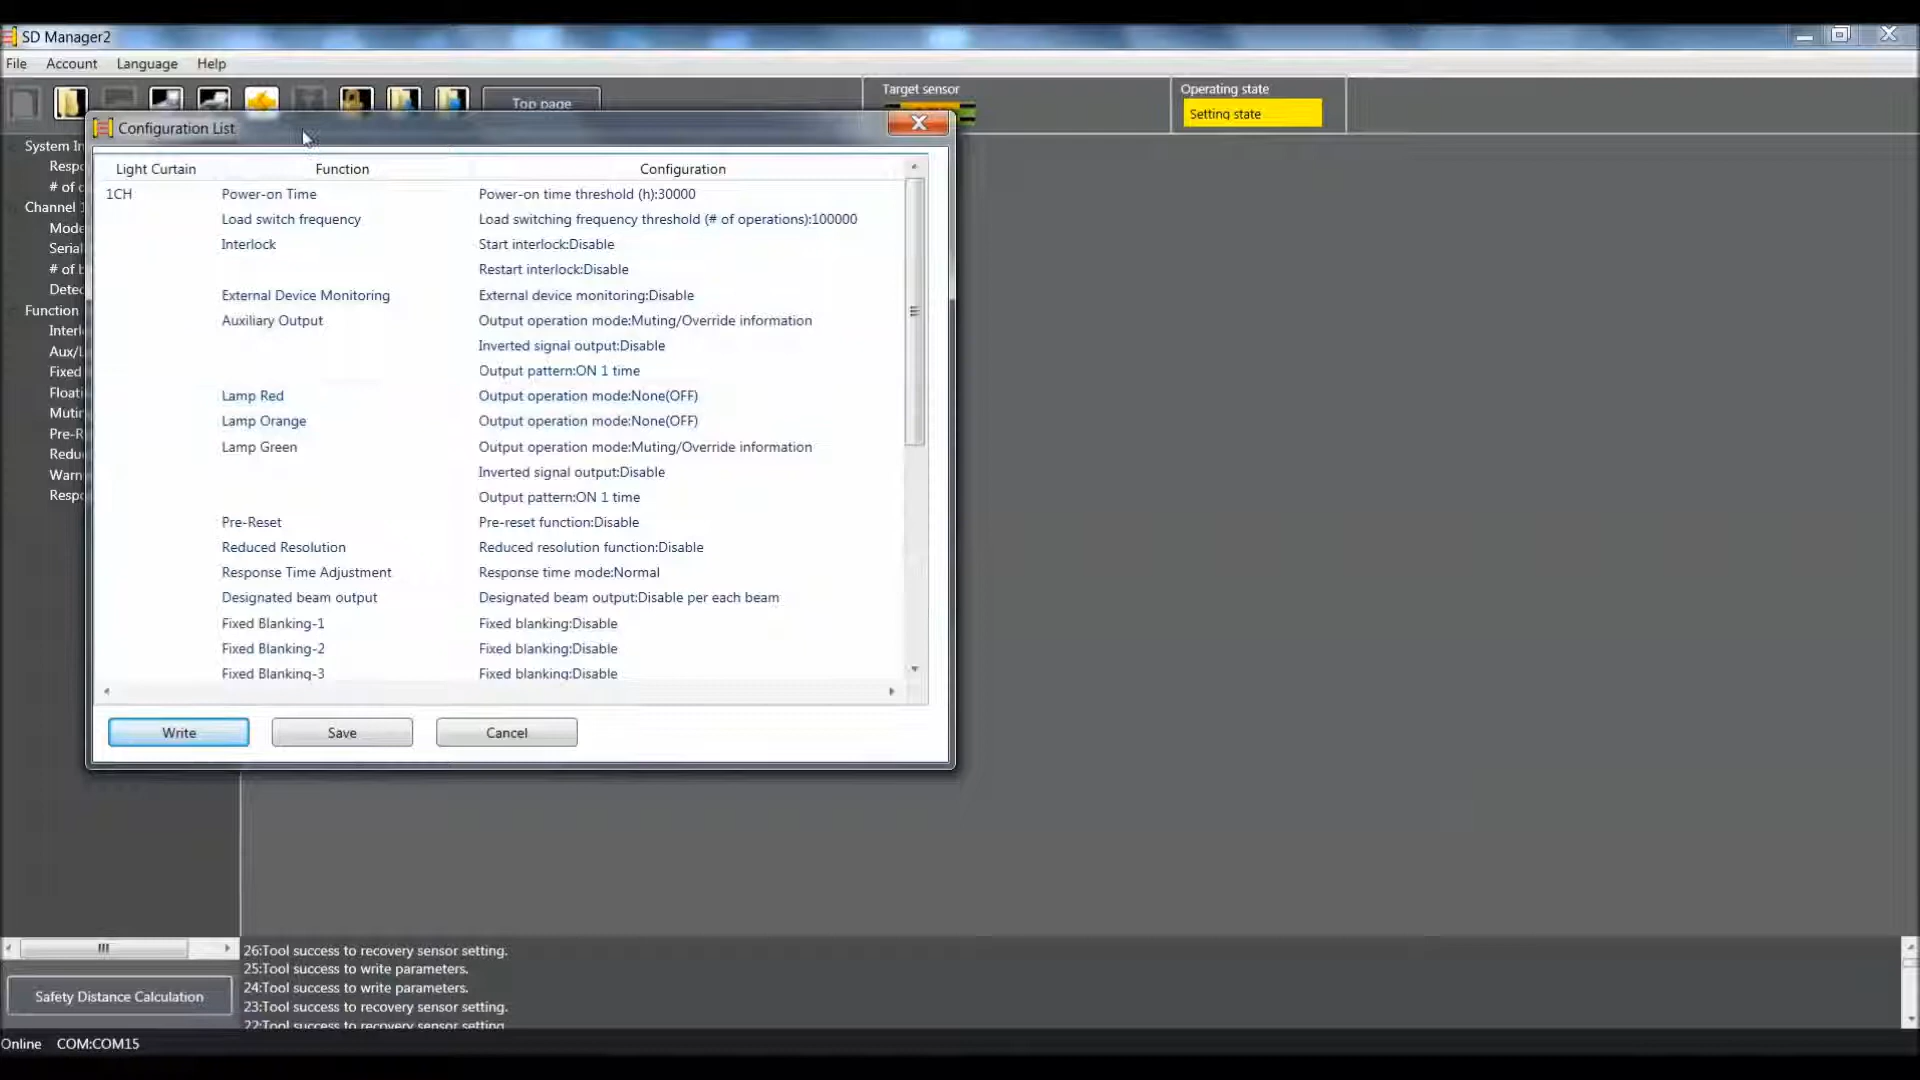 SD Manager2
File Account Language Help
Top page
Target sensor
Operating state
Setting state
Configuration List
System In
Respo
# of c
Channel 1
Mode
Serial
# of b
Detec
Function
Interl
Aux/L
Fixed
Floati
Mutin
Pre-R
Redu
Warn
Respo
Light Curtain Function Configuration
1CH Power-on Time Power-on time threshold (h):30000
Load switch frequency Load switching frequency threshold (# of operations):100000
Interlock Start interlock:Disable
Restart interlock:Disable
External Device Monitoring External device monitoring:Disable
Auxiliary Output Output operation mode:Muting/Override information
Inverted signal output:Disable
Output pattern:ON 1 time
Lamp Red Output operation mode:None(OFF)
Lamp Orange Output operation mode:None(OFF)
Lamp Green Output operation mode:Muting/Override information
Inverted signal output:Disable
Output pattern:ON 1 time
Pre-Reset Pre-reset function:Disable
Reduced Resolution Reduced resolution function:Disable
Response Time Adjustment Response time mode:Normal
Designated beam output Designated beam output:Disable per each beam
Fixed Blanking-1 Fixed blanking:Disable
Fixed Blanking-2 Fixed blanking:Disable
Fixed Blanking-3 Fixed blanking:Disable
Write Save Cancel
26:Tool success to recovery sensor setting.
25:Tool success to write parameters.
24:Tool success to write parameters.
23:Tool success to recovery sensor setting.
22:Tool success to recovery sensor setting
Safety Distance Calculation
Online COM:COM15